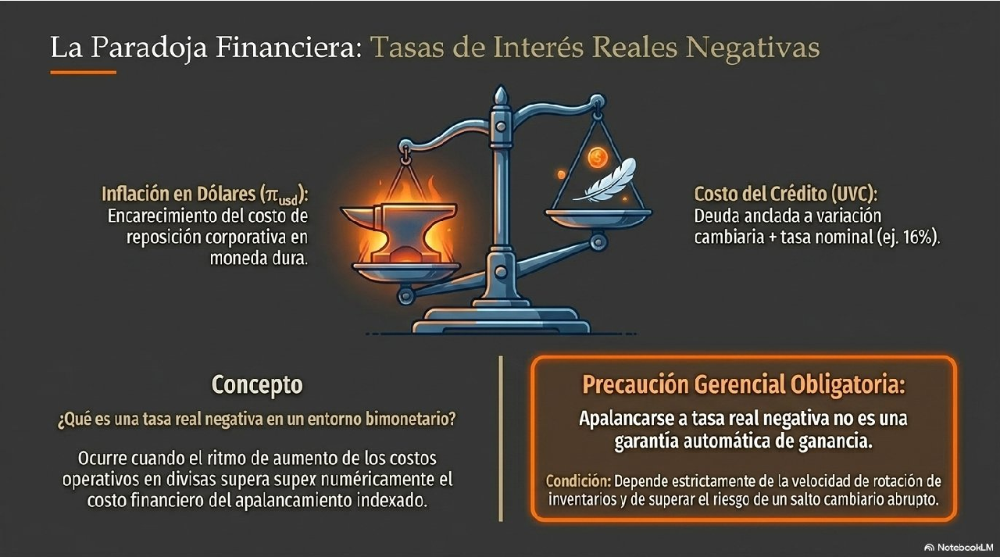 La Paradoja Financiera: Tasas de Interés Reales Negativas
Inflación en Dólares (πusd):
Encarecimiento del costo de
reposición corporativa en
moneda dura.
$
Costo del Crédito (UVC):
Deuda anclada a variación
cambiaria + tasa nominal (ej. 16%).
Concepto
¿Qué es una tasa real negativa en un entorno bimonetario?
Ocurre cuando el ritmo de aumento de los costos
operativos en divisas supera supex numéricamente el
costo financiero del apalancamiento indexado.
Precaución Gerencial Obligatoria:
Apalancarse a tasa real negativa no es una
garantía automática de ganancia.
Condición: Depende estrictamente de la velocidad de rotación de
inventarios y de superar el riesgo de un salto cambiario abrupto.
NotebookLM